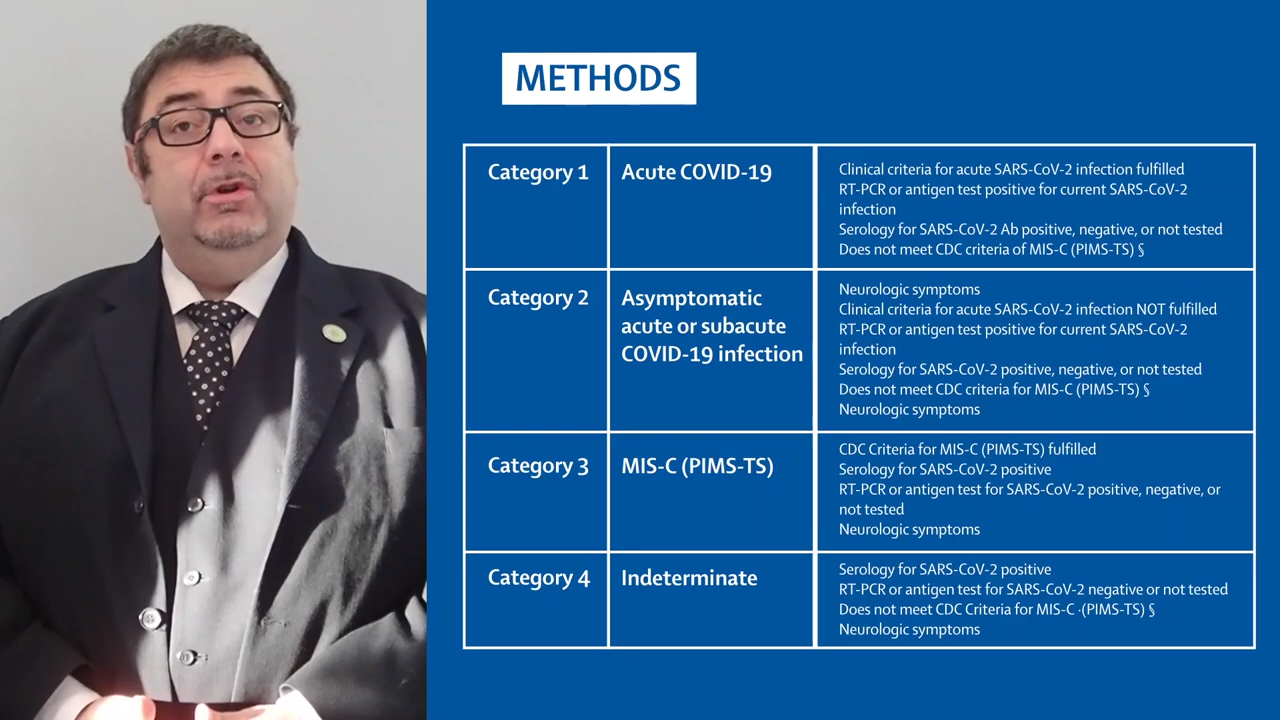 METHODS
Category 1
Acute COVID-19
Clinical criteria for acute SARS-CoV-2 infection fulfilled
RT-PCR or antigen test positive for current SARS-CoV-2
infection
Serology for SARS-CoV-2 Ab positive, negative, or not tested
Does not meet CDC criteria of MIS-C (PIMS-TS) §
Category 2
Asymptomatic
acute or subacute
COVID-19 infection
Neurologic symptoms
Clinical criteria for acute SARS-CoV-2 infection NOT fulfilled
RT-PCR or antigen test positive for current SARS-CoV-2
infection
Serology for SARS-CoV-2 positive, negative, or not tested
Does not meet CDC criteria for MIS-C (PIMS-TS) §
Neurologic symptoms
Category 3
MIS-C (PIMS-TS)
CDC Criteria for MIS-C (PIMS-TS) fulfilled
Serology for SARS-CoV-2 positive
RT-PCR or antigen test for SARS-CoV-2 positive, negative, or
not tested
Neurologic symptoms
Category 4
Indeterminate
Serology for SARS-CoV-2 positive
RT-PCR or antigen test for SARS-CoV-2 negative or not tested
Does not meet CDC Criteria for MIS-C ·(PIMS-TS) §
Neurologic symptoms